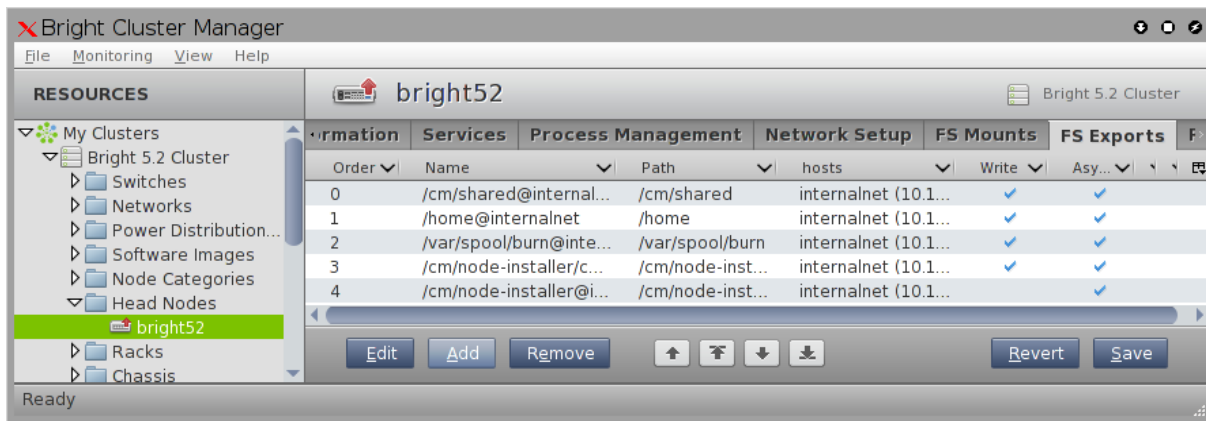 Bright Cluster Manager
File Monitoring View Help
RESOURCES
My Clusters
Bright 5.2 Cluster
Switches
Networks
Power Distribution...
Software Images
Node Categories
Head Nodes
bright52
Racks
Chassis
bright52
Bright 5.2 Cluster
rmation Services Process Management Network Setup FS Mounts FS Exports
Order Name Path hosts Write Asy...
0 /cm/shared@internal... /cm/shared internalnet (10.1...
1 /home@internalnet /home internalnet (10.1...
2 /var/spool/burn@inte... /var/spool/burn internalnet (10.1...
3 /cm/node-installer/c... /cm/node-inst... internalnet (10.1...
4 /cm/node-installer@i... /cm/node-inst... internalnet (10.1...
Edit Add Remove Revert Save
Ready